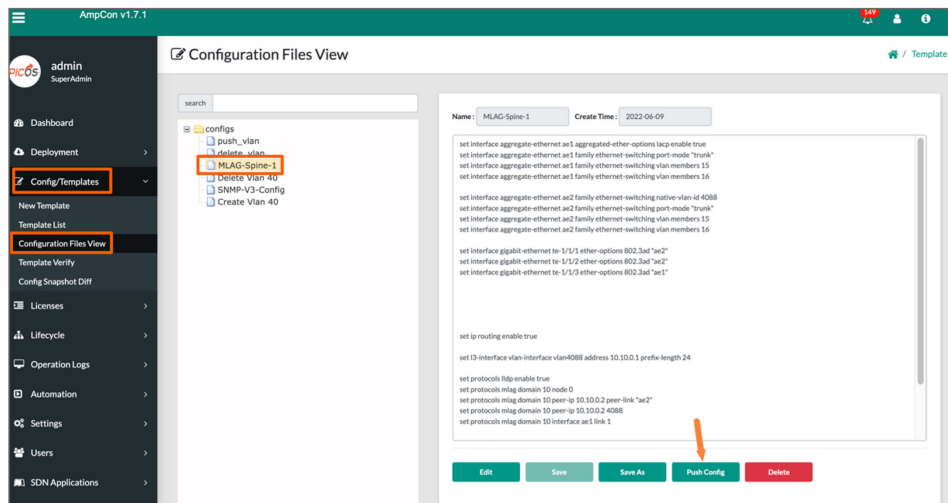 AmpCon v1.7.1
149
PICOS
admin
SuperAdmin
Configuration Files View
/ Template
Dashboard
Deployment
Config/Templates
New Template
Template List
Configuration Files View
Template Verify
Config Snapshot Diff
Licenses
Lifecycle
Operation Logs
Automation
Settings
Users
SDN Applications
search
configs
push_vlan
delete_vlan
MLAG-Spine-1
Delete Vlan 40
SNMP-V3-Config
Create Vlan 40
Name: MLAG-Spine-1 Create Time: 2022-06-09
set interface aggregate-ethernet ae1 aggregated-ether-options lacp enable true
set interface aggregate-ethernet ae1 family ethernet-switching port-mode "trunk"
set interface aggregate-ethernet ae1 family ethernet-switching vlan members 15
set interface aggregate-ethernet ae1 family ethernet-switching vlan members 16
set interface aggregate-ethernet ae2 family ethernet-switching native-vlan-id 4088
set interface aggregate-ethernet ae2 family ethernet-switching port-mode "trunk"
set interface aggregate-ethernet ae2 family ethernet-switching vlan members 15
set interface aggregate-ethernet ae2 family ethernet-switching vlan members 16
set interface gigabit-ethernet te-1/1/1 ether-options 802.3ad "ae2"
set interface gigabit-ethernet te-1/1/2 ether-options 802.3ad "ae2"
set interface gigabit-ethernet te-1/1/3 ether-options 802.3ad "ae1"
set ip routing enable true
set l3-interface vlan-interface vlan4088 address 10.10.0.1 prefix-length 24
set protocols lldp enable true
set protocols mlag domain 10 node 0
set protocols mlag domain 10 peer-ip 10.10.0.2 peer-link "ae2"
set protocols mlag domain 10 peer-ip 10.10.0.2 4088
set protocols mlag domain 10 interface ae1 link 1
Edit Save Save As Push Config Delete